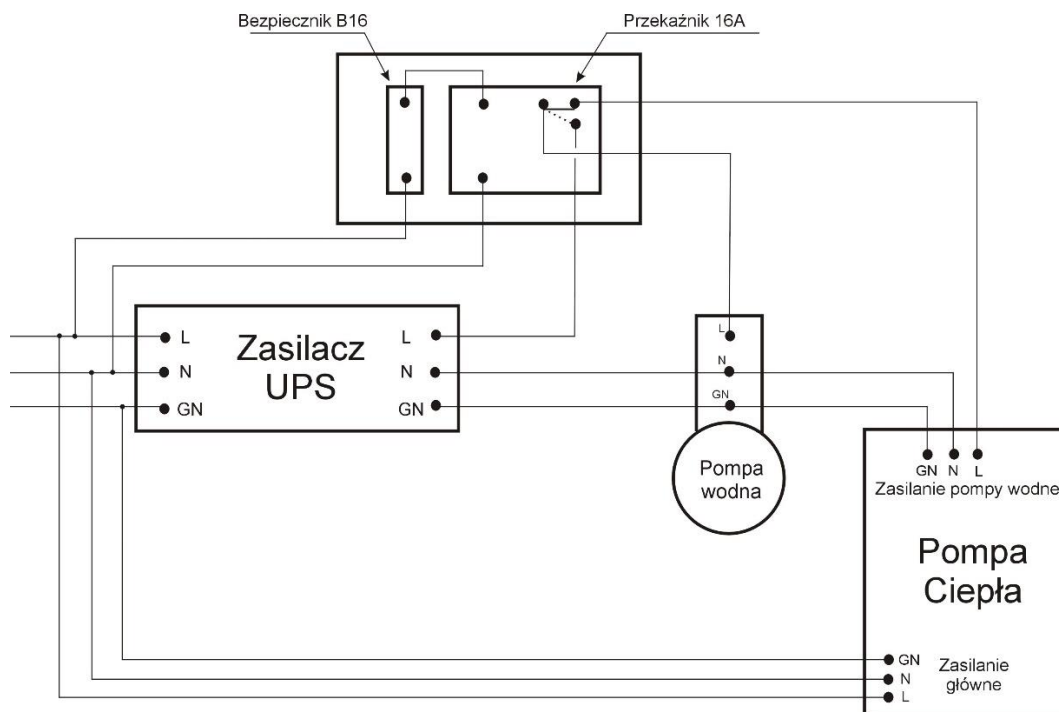 Bezpiecznik B16
Przekaźnik 16A
L
N
GN
Zasilacz
UPS
L
N
GN
L
N
GN
Pompa
wodna
GN N L
Zasilanie pompy wodne
Pompa
Ciepła
GN
N
L
Zasilanie
główne